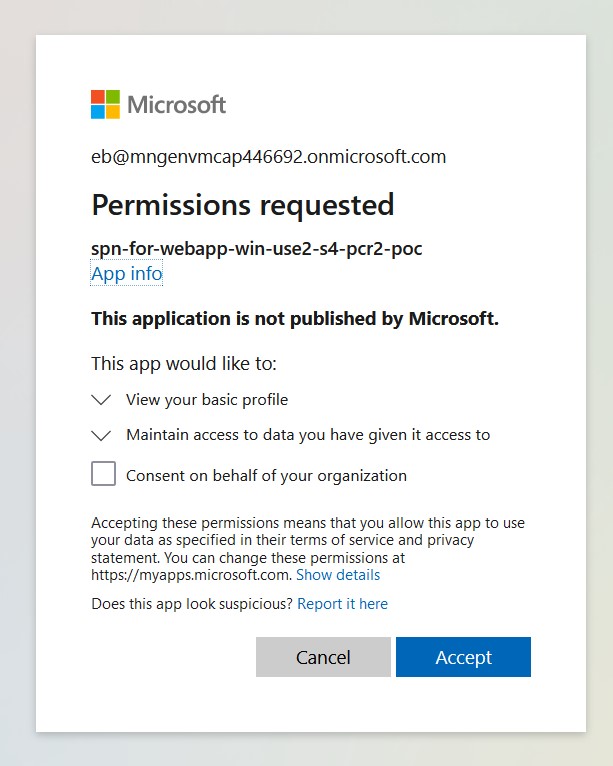 Microsoft
eb@mngenvmcap446692.onmicrosoft.com
Permissions requested
spn-for-webapp-win-use2-s4-pcr2-poc
App info
This application is not published by Microsoft.
This app would like to:
View your basic profile
Maintain access to data you have given it access to
Consent on behalf of your organization
Accepting these permissions means that you allow this app to use
your data as specified in their terms of service and privacy
statement. You can change these permissions at
https://myapps.microsoft.com. Show details
Does this app look suspicious? Report it here
Cancel Accept